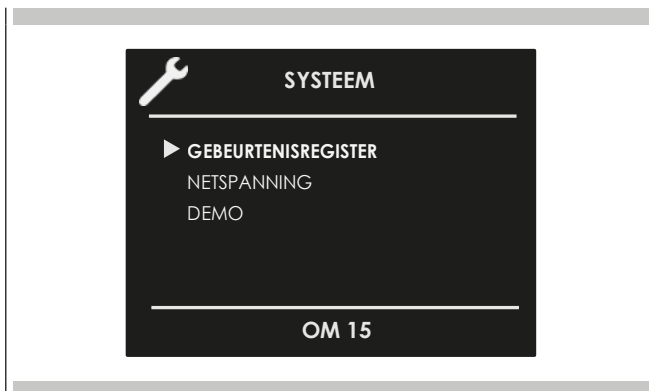 SYSTEEM
GEBEURTENISREGISTER
NETSPANNING
DEMO
OM 15